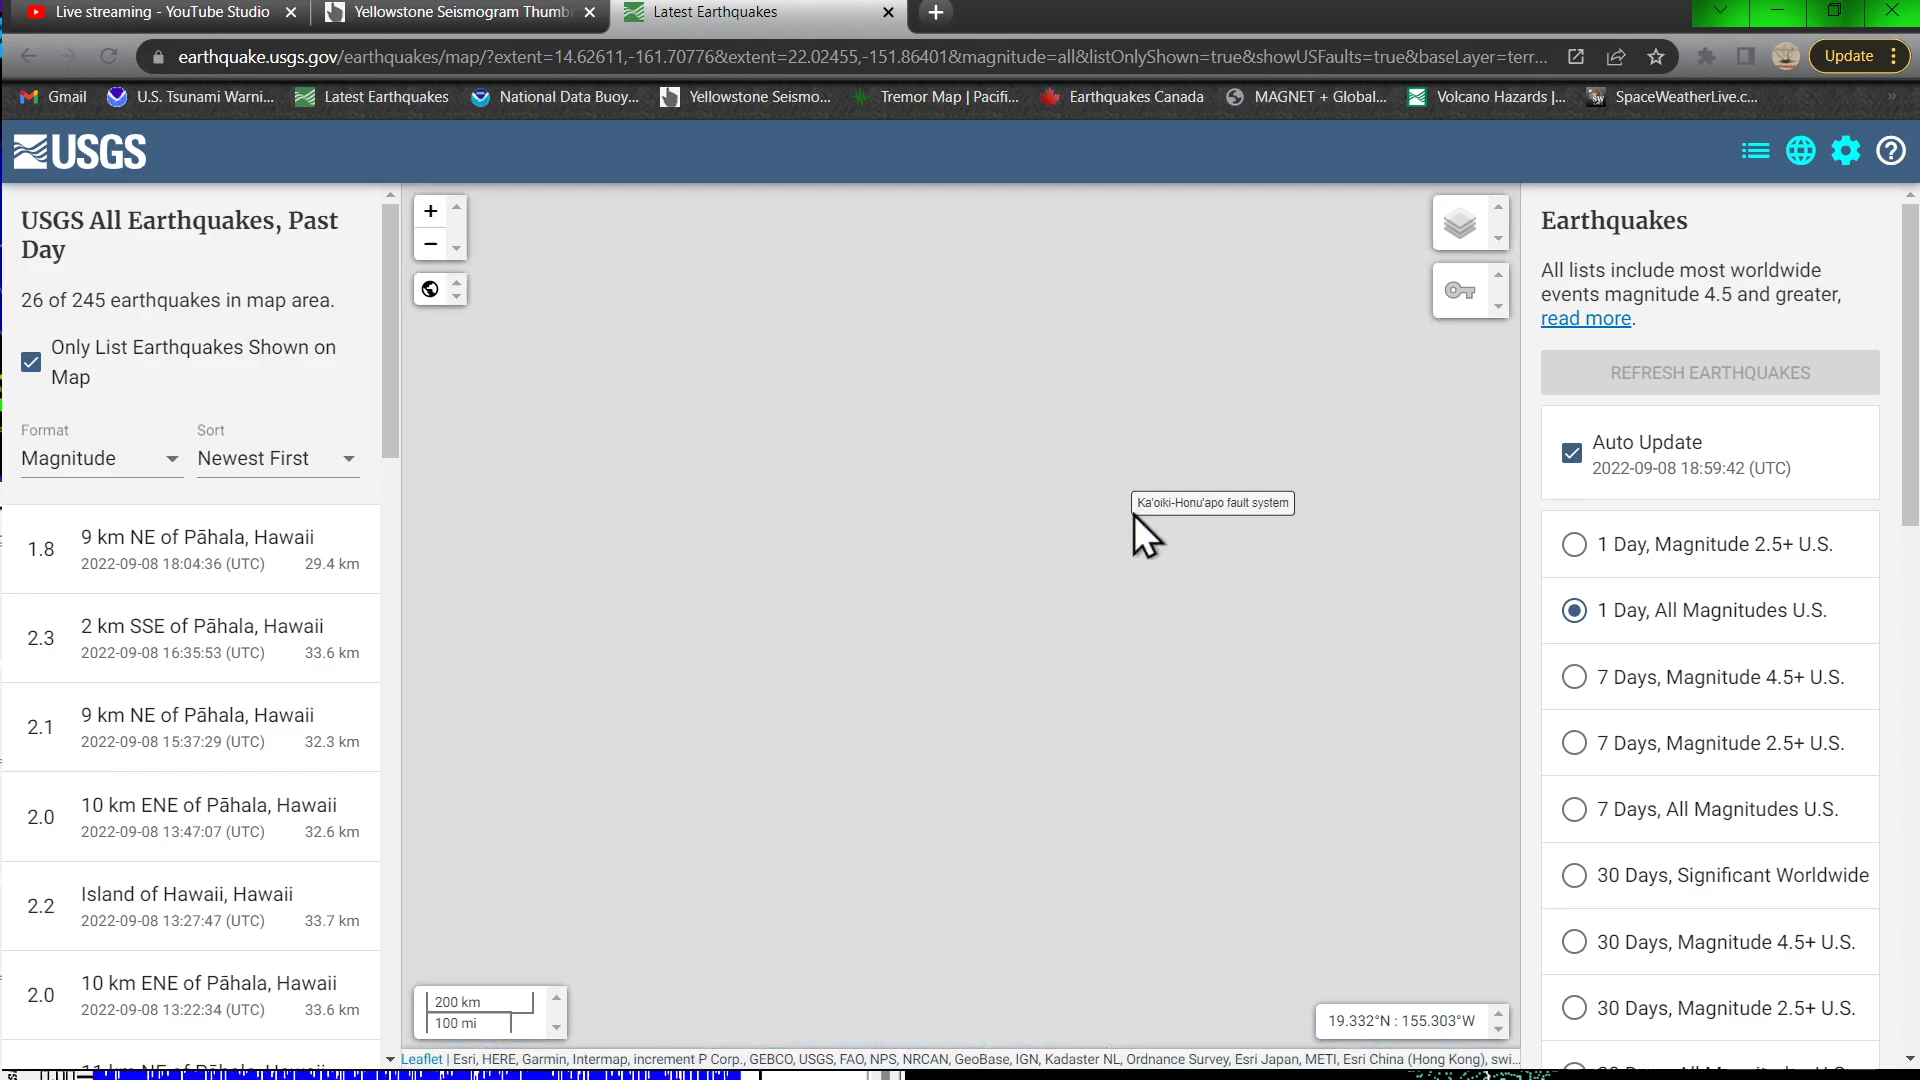 Live streaming - YouTube Studio
Yellowstone Seismogram Thumb
Latest Earthquakes
earthquake.usgs.gov/earthquakes/map/?extent=14.62611,-161.70776&extent=22.02455,-151.86401&magnitude=all&listOnlyShown=true&showUSFaults=true&baseLayer=terr...
Update
Gmail
U.S. Tsunami Warni...
Latest Earthquakes
National Data Buoy...
Yellowstone Seismo...
Tremor Map | Pacifi...
Earthquakes Canada
MAGNET + Global...
Volcano Hazards |...
SpaceWeatherLive.c...
USGS
USGS All Earthquakes, Past
Day
26 of 245 earthquakes in map area.
Only List Earthquakes Shown on
Map
Format
Magnitude
Sort
Newest First
1.8
9 km NE of Pāhala, Hawaii
2022-09-08 18:04:36 (UTC)
29.4 km
2.3
2 km SSE of Pāhala, Hawaii
2022-09-08 16:35:53 (UTC)
33.6 km
2.1
9 km NE of Pāhala, Hawaii
2022-09-08 15:37:29 (UTC)
32.3 km
2.0
10 km ENE of Pāhala, Hawaii
2022-09-08 13:47:07 (UTC)
32.6 km
2.2
Island of Hawaii, Hawaii
2022-09-08 13:27:47 (UTC)
33.7 km
2.0
10 km ENE of Pāhala, Hawaii
2022-09-08 13:22:34 (UTC)
33.6 km
+
−
Ka'oiki-Honu'apo fault system
200 km
100 mi
19.332°N : 155.303°W
Leaflet | Esri, HERE, Garmin, Intermap, increment P Corp., GEBCO, USGS, FAO, NPS, NRCAN, GeoBase, IGN, Kadaster NL, Ordnance Survey, Esri Japan, METI, Esri China (Hong Kong), swi...
Earthquakes
All lists include most worldwide
events magnitude 4.5 and greater,
read more.
REFRESH EARTHQUAKES
Auto Update
2022-09-08 18:59:42 (UTC)
1 Day, Magnitude 2.5+ U.S.
1 Day, All Magnitudes U.S.
7 Days, Magnitude 4.5+ U.S.
7 Days, Magnitude 2.5+ U.S.
7 Days, All Magnitudes U.S.
30 Days, Significant Worldwide
30 Days, Magnitude 4.5+ U.S.
30 Days, Magnitude 2.5+ U.S.